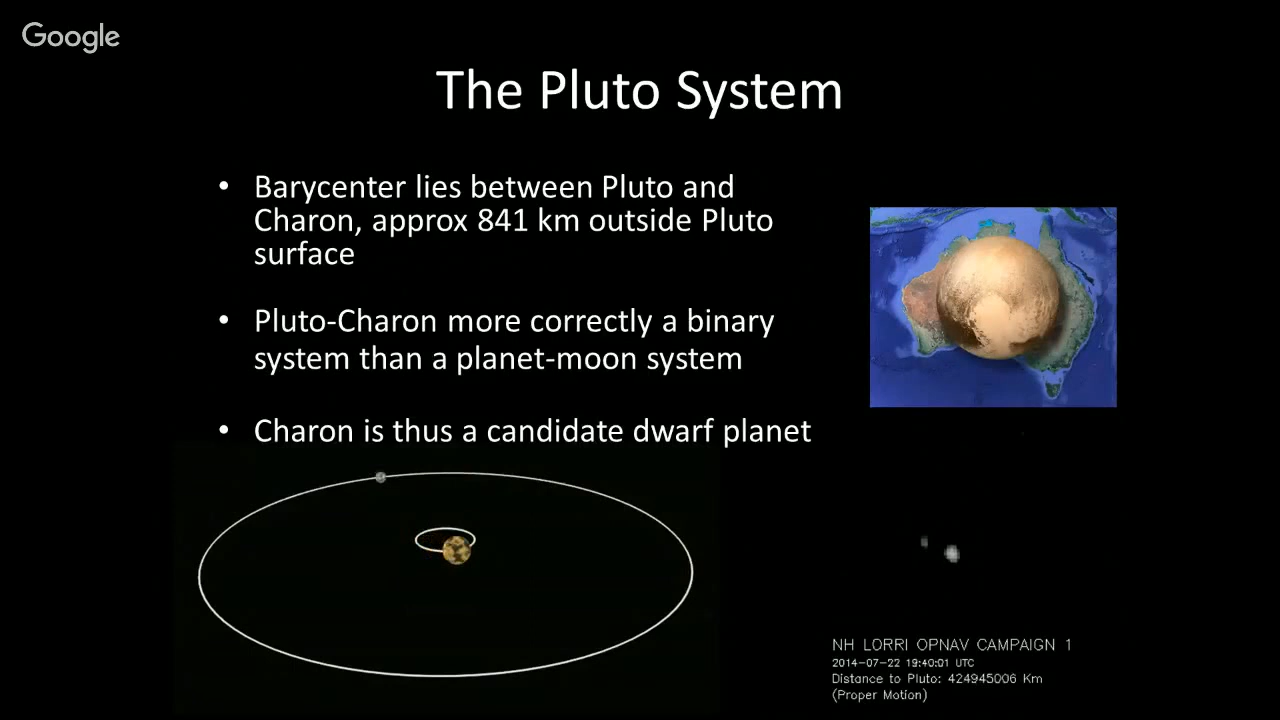 Google
The Pluto System
• Barycenter lies between Pluto and
Charon, approx 841 km outside Pluto
surface
• Pluto-Charon more correctly a binary
system than a planet-moon system
• Charon is thus a candidate dwarf planet
NH LORRI OPNAV CAMPAIGN 1
2014-07-22 19:40:01 UTC
Distance to Pluto: 424945006 Km
(Proper Motion)